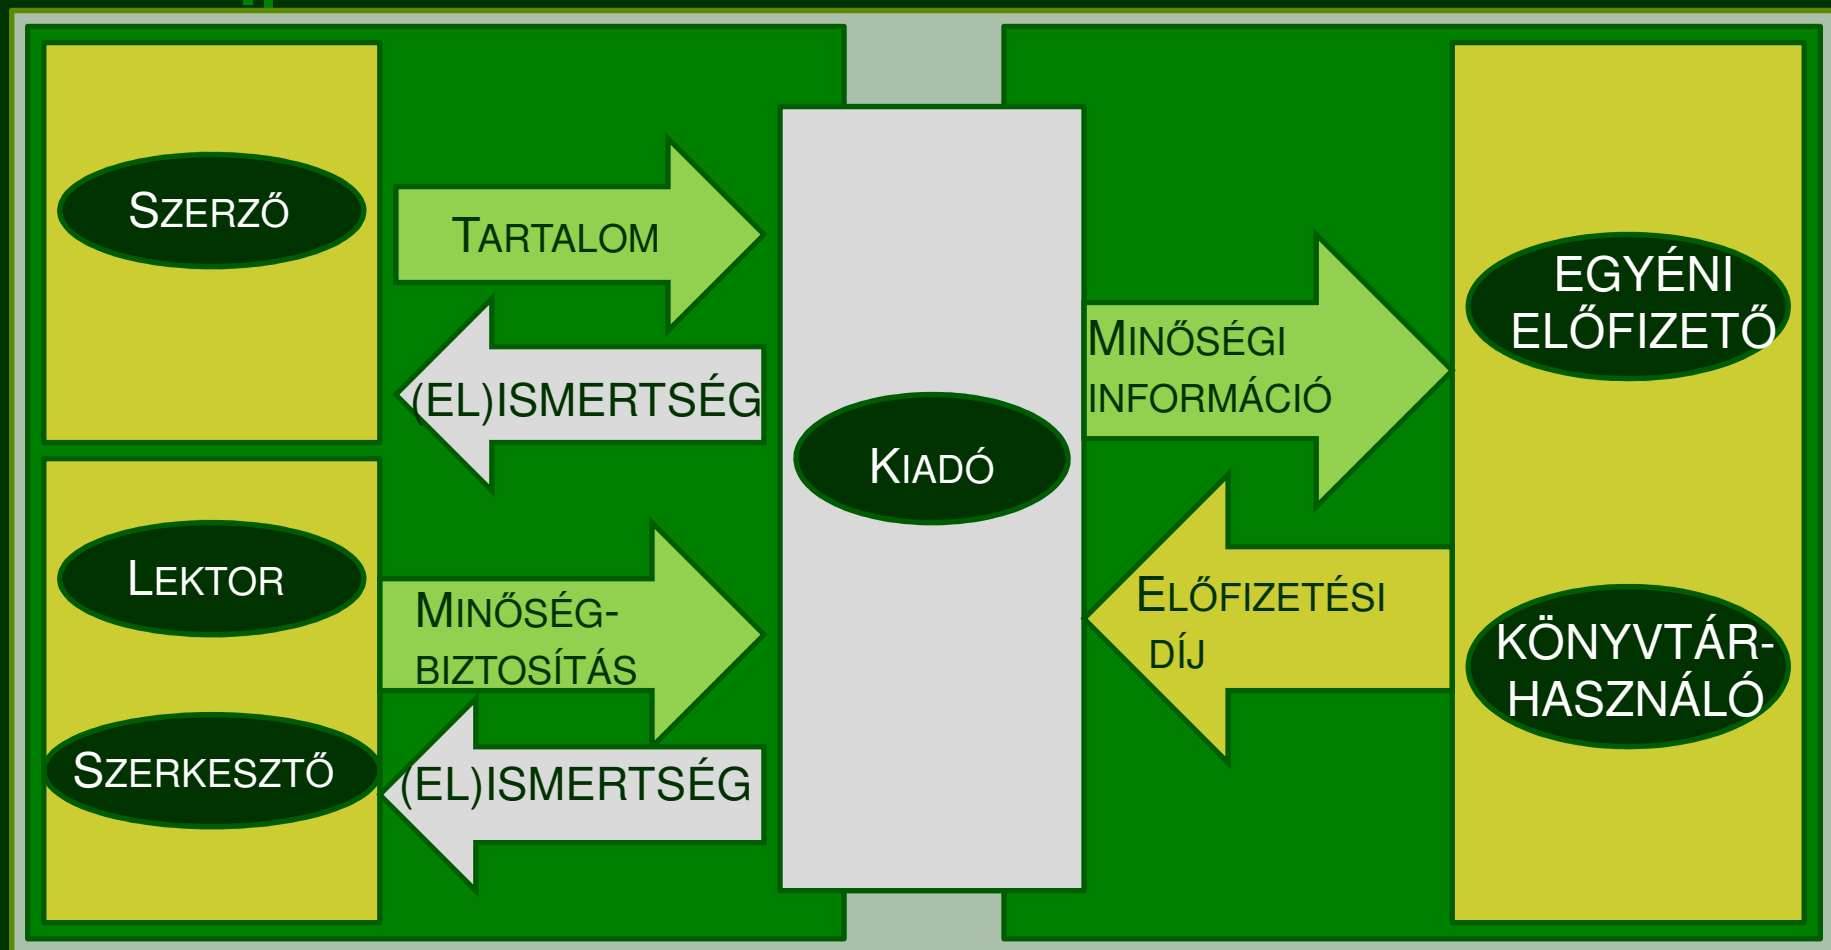 Szerző
Tartalom
(EL)ISMERTSÉG
Lektor
Minőség-
biztosítás
Szerkesztő
(EL)ISMERTSÉG
Kiadó
Minőségi
információ
Előfizetési
díj
EGYÉNI
ELŐFIZETŐ
KÖNYVTÁR-
HASZNÁLÓ